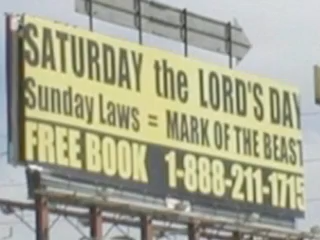 SATURDAY the LORD'S DAY
Sunday Laws = MARK OF THE BEAST
FREE BOOK 1-888-211-1715